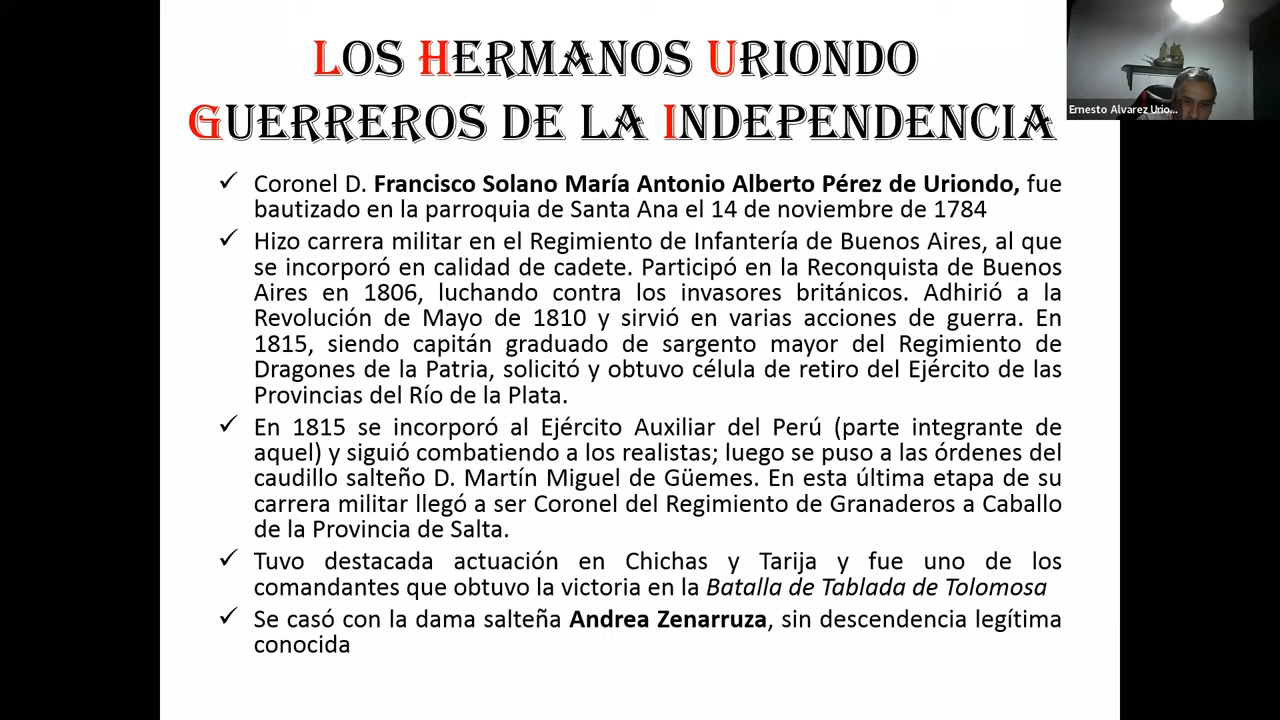 LOS HERMANOS URIONDO
GUERREROS DE LA INDEPENDENCIA
Ernesto Alvarez Urio...
✓ Coronel D. Francisco Solano María Antonio Alberto Pérez de Uriondo, fue
bautizado en la parroquia de Santa Ana el 14 de noviembre de 1784
✓ Hizo carrera militar en el Regimiento de Infantería de Buenos Aires, al que
se incorporó en calidad de cadete. Participó en la Reconquista de Buenos
Aires en 1806, luchando contra los invasores británicos. Adhirió a la
Revolución de Mayo de 1810 y sirvió en varias acciones de guerra. En
1815, siendo capitán graduado de sargento mayor del Regimiento de
Dragones de la Patria, solicitó y obtuvo célula de retiro del Ejército de las
Provincias del Río de la Plata.
✓ En 1815 se incorporó al Ejército Auxiliar del Perú (parte integrante de
aquel) y siguió combatiendo a los realistas; luego se puso a las órdenes del
caudillo salteño D. Martín Miguel de Güemes. En esta última etapa de su
carrera militar llegó a ser Coronel del Regimiento de Granaderos a Caballo
de la Provincia de Salta.
✓ Tuvo destacada actuación en Chichas y Tarija y fue uno de los
comandantes que obtuvo la victoria en la Batalla de Tablada de Tolomosa
✓ Se casó con la dama salteña Andrea Zenarruza, sin descendencia legítima
conocida